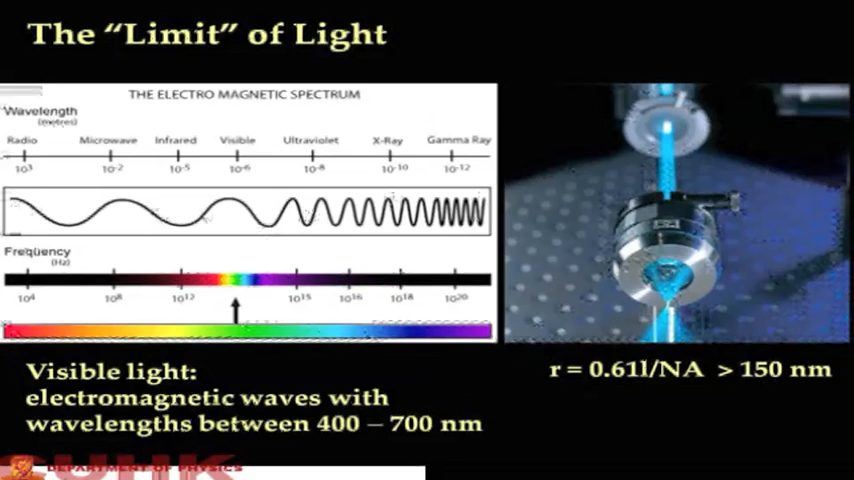 The “Limit” of Light
THE ELECTRO MAGNETIC SPECTRUM
Wavelength
(metres)
Radio Microwave Infrared Visible Ultraviolet X-Ray Gamma Ray
10³ 10⁻² 10⁻⁵ 10⁻⁶ 10⁻⁸ 10⁻¹⁰ 10⁻¹²
Frequency
(Hz)
10⁴ 10⁸ 10¹² 10¹⁵ 10¹⁶ 10¹⁸ 10²⁰
Visible light:
electromagnetic waves with
wavelengths between 400 – 700 nm
r = 0.61l/NA > 150 nm
DEPARTMENT OF PHYSICS
CUHK